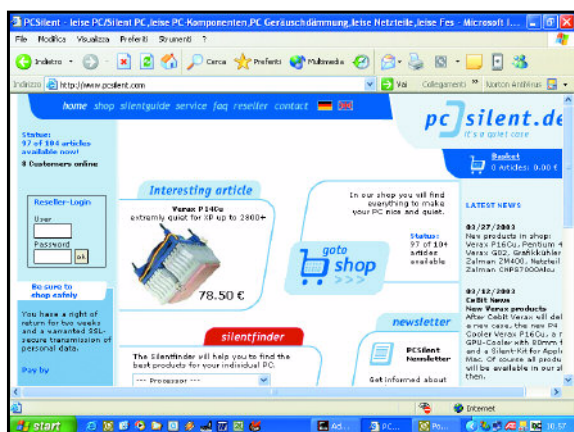 PCSilent - leise PC/Silent PC,leise PC-Komponenten,PC Geräuschdämmung,leise Netzteile,leise Fes - Microsoft I...
File Modifica Visualizza Preferiti Strumenti ?
Indietro Cerca Preferiti Multimedia
Indirizzo http://www.pcsilent.com Vai Collegamenti Norton AntiVirus
home shop silentguide service faq reseller contact
pc silent.de
it's a quiet case
Basket
0 Articles: 0.00 €
Status:
97 of 104 articles
available now!
0 Customers online
Reseller-Login
User
Password
ok
Be sure to
shop safely
You have a right of
return for two weeks
and a warranted SSL-
secure transmission of
personal data.
Pay by
Interesting article
Verax P14Cu
extremly quiet for XP up to 2800+
78.50 €
In our shop you will find
everything to make
your PC nice and quiet.
goto
shop
>>>
Status:
97 of 104
articles
available
silentfinder
The Silentfinder will help you to find the
best products for your individual PC.
--- Processor ---
newsletter
PCSilent
Newsletter
Get informed about
LATEST NEWS
03/27/2003
New products in shop:
Verax P16Cu, Pentium 4
Verax G02, Grafikkühler
Zalman ZM400, Netzteil
Zalman CNPS7000AlCu
03/12/2003
CeBit News
New Verax products
After Cebit Verax will del
a new case, the new P4
Cooler Verax P16Cu, a n
GPU-Cooler with 80mm f
and a Silent-Kit for Apple
Mac. Of course all produc
will be available in our sl
then.
Internet
start
Ad...
PC...
Po...
10.57